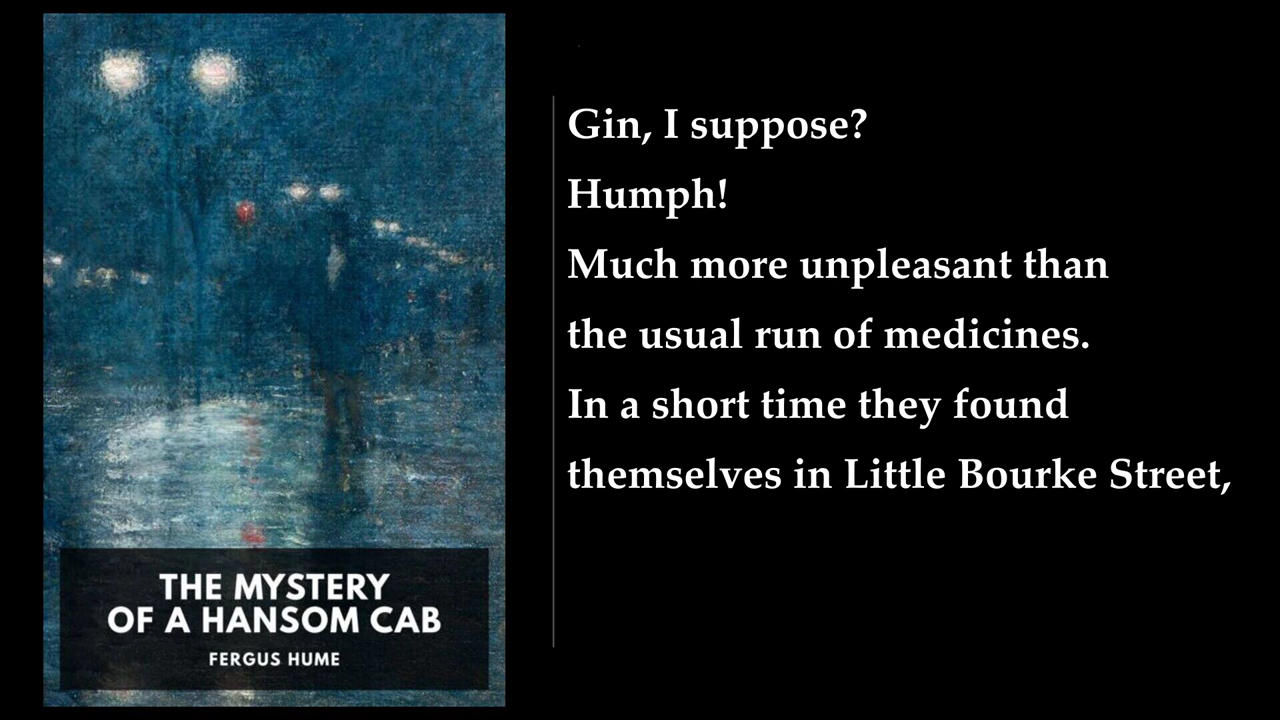 THE MYSTERY
OF A HANSOM CAB
FERGUS HUME
Gin, I suppose?
Humph!
Much more unpleasant than
the usual run of medicines.
In a short time they found
themselves in Little Bourke Street,